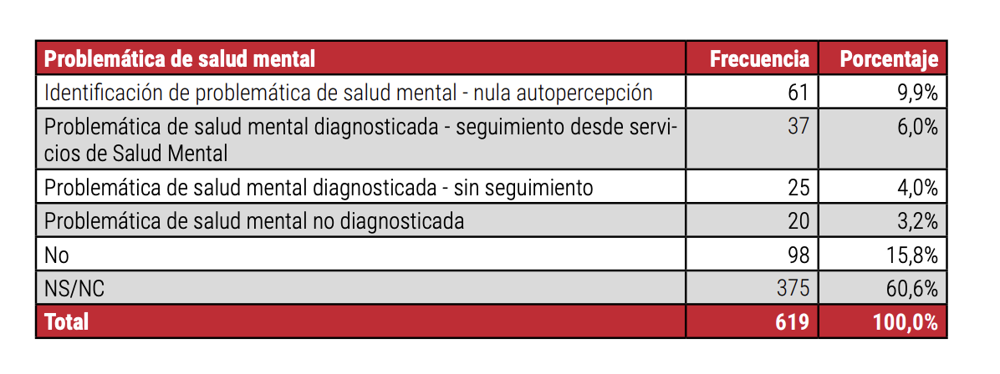 Problemática de salud mental Frecuencia Porcentaje
Identificación de problemática de salud mental - nula autopercepción 61 9,9%
Problemática de salud mental diagnosticada - seguimiento desde servi- 37 6,0%
cios de Salud Mental
Problemática de salud mental diagnosticada - sin seguimiento 25 4,0%
Problemática de salud mental no diagnosticada 20 3,2%
No 98 15,8%
NS/NC 375 60,6%
Total 619 100,0%